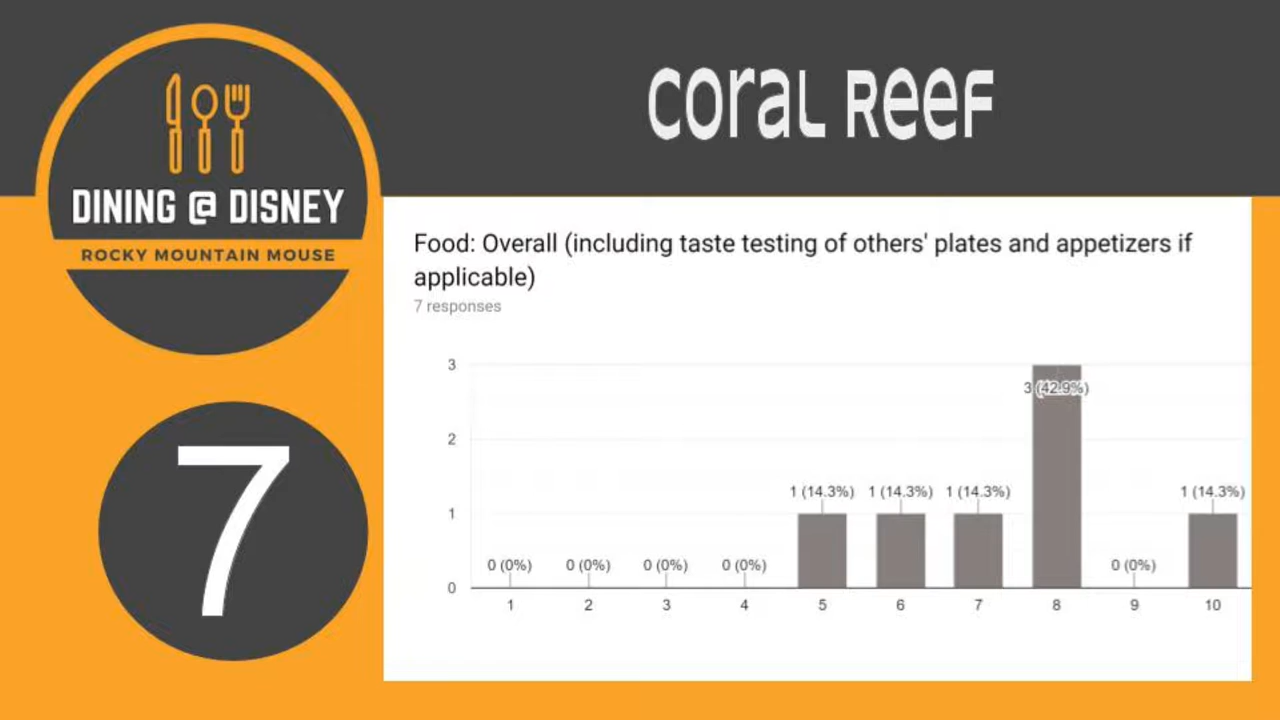 CORAL REEF
DINING @ DISNEY
ROCKY MOUNTAIN MOUSE
7
Food: Overall (including taste testing of others' plates and appetizers if
applicable)
7 responses
3
2
1
0
0 (0%) 0 (0%) 0 (0%) 0 (0%) 1 (14.3%) 1 (14.3%) 1 (14.3%) 3 (42.9%) 0 (0%) 1 (14.3%)
1 2 3 4 5 6 7 8 9 10